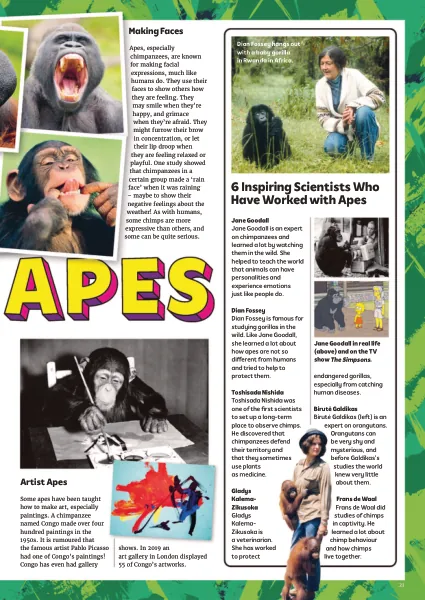 Making Faces
Apes, especially
chimpanzees, are known
for making facial
expressions, much like
humans do. They use their
faces to show others how
they are feeling. They
may smile when they're
happy, and grimace
when they're afraid. They
might furrow their brow
in concentration, or let
their lip droop when
they are feeling relaxed or
playful. One study showed
that chimpanzees in a
certain group made a 'rain
face' when it was raining
– maybe to show their
negative feelings about the
weather! As with humans,
some chimps are more
expressive than others, and
some can be quite serious.
APES
Artist Apes
Some apes have been taught
how to make art, especially
paintings. A chimpanzee
named Congo made over four
hundred paintings in the
1950s. It is rumoured that
the famous artist Pablo Picasso
had one of Congo's paintings!
Congo has even had gallery
shows. In 2019 an
art gallery in London displayed
55 of Congo's artworks.
Dian Fossey hangs out
with a baby gorilla
in Rwanda in Africa.
6 Inspiring Scientists Who
Have Worked with Apes
Jane Goodall
Jane Goodall is an expert
on chimpanzees and
learned a lot by watching
them in the wild. She
helped to teach the world
that animals can have
personalities and
experience emotions
just like people do.
Dian Fossey
Dian Fossey is famous for
studying gorillas in the
wild. Like Jane Goodall,
she learned a lot about
how apes are not so
different from humans
and tried to help to
protect them.
Toshisada Nishida
Toshisada Nishida was
one of the first scientists
to set up a long-term
place to observe chimps.
He discovered that
chimpanzees defend
their territory and
that they sometimes
use plants
as medicine.
Gladys
Kalema-
Zikusoka
Gladys
Kalema-
Zikusoka is
a veterinarian.
She has worked
to protect
Jane Goodall in real life
(above) and on the TV
show The Simpsons.
endangered gorillas,
especially from catching
human diseases.
Biruté Galdikas
Biruté Galdikas (left) is an
expert on orangutans.
Orangutans can
be very shy and
mysterious, and
before Galdikas's
studies the world
knew very little
about them.
Frans de Waal
Frans de Waal did
studies of chimps
in captivity. He
learned a lot about
chimp behaviour
and how chimps
live together.